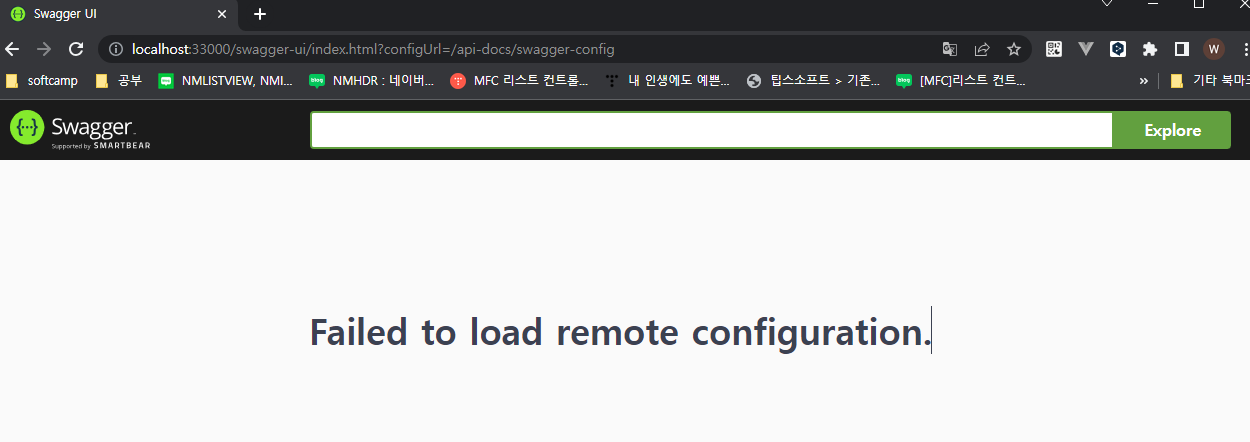 Swagger UI
localhost:33000/swagger-ui/index.html?configUrl=/api-docs/swagger-config
W
softcamp 공부 NMLISTVIEW, NMI... NMHDR : 네이버... MFC 리스트 컨트롤... 내 인생에도 예쁜... 팁스소프트 > 기존... [MFC]리스트 컨트... » 기타 북마크
Swagger
Supported by SMARTBEAR
Explore
Failed to load remote configuration.